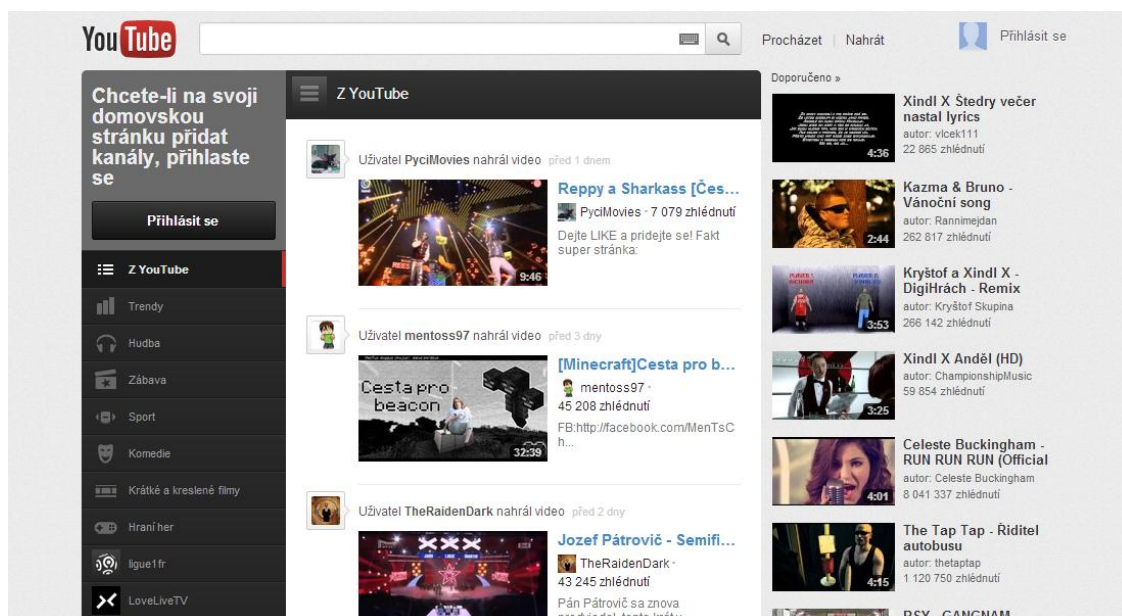 YouTube
Procházet | Nahrát
Přihlásit se
Chcete-li na svoji
domovskou
stránku přidat
kanály, přihlaste
se
Přihlásit se
Z YouTube
Trendy
Hudba
Zábava
Sport
Komedie
Krátké a kreslené filmy
Hraní her
ligue1fr
LoveLiveTV
Z YouTube
Uživatel PyciMovies nahrál video před 1 dnem
9:46
Reppy a Sharkass [Čes...
PyciMovies · 7 079 zhlédnutí
Dejte LIKE a pridejte se! Fakt
super stránka:
Uživatel mentoss97 nahrál video před 3 dny
Cesta pro
beacon
32:39
[Minecraft]Cesta pro b...
mentoss97 ·
45 208 zhlédnutí
FB:http://facebook.com/MenTsC
h...
Uživatel TheRaidenDark nahrál video před 2 dny
Jozef Pátrovič - Semifi...
TheRaidenDark ·
43 245 zhlédnutí
Pán Pátrovič sa znova
Doporučeno »
4:36
Xindl X Štedry večer
nastal lyrics
autor: vlcek111
22 865 zhlédnutí
2:44
Kazma & Bruno -
Vánoční song
autor: Rannimejdan
262 817 zhlédnutí
3:53
Kryštof a Xindl X -
DigiHrách - Remix
autor: Kryštof Skupina
266 142 zhlédnutí
3:25
Xindl X Anděl (HD)
autor: ChampionshipMusic
59 854 zhlédnutí
4:01
Celeste Buckingham -
RUN RUN RUN (Official
autor: Celeste Buckingham
8 041 337 zhlédnutí
4:15
The Tap Tap - Řiditel
autobusu
autor: thetaptap
1 120 750 zhlédnutí
PSY - GANGNAM